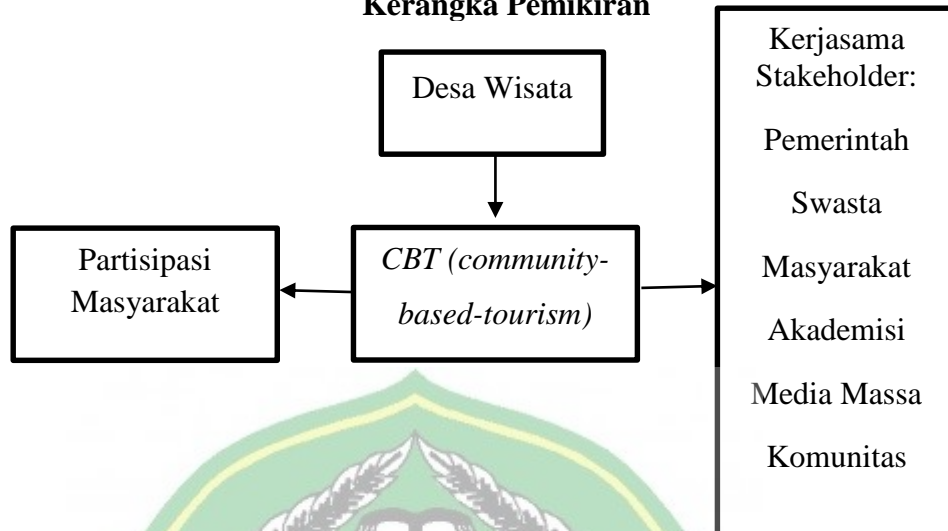 Kerangka Pemikiran
Desa Wisata
Partisipasi
Masyarakat
CBT (community-
based-tourism)
Kerjasama
Stakeholder:
Pemerintah
Swasta
Masyarakat
Akademisi
Media Massa
Komunitas